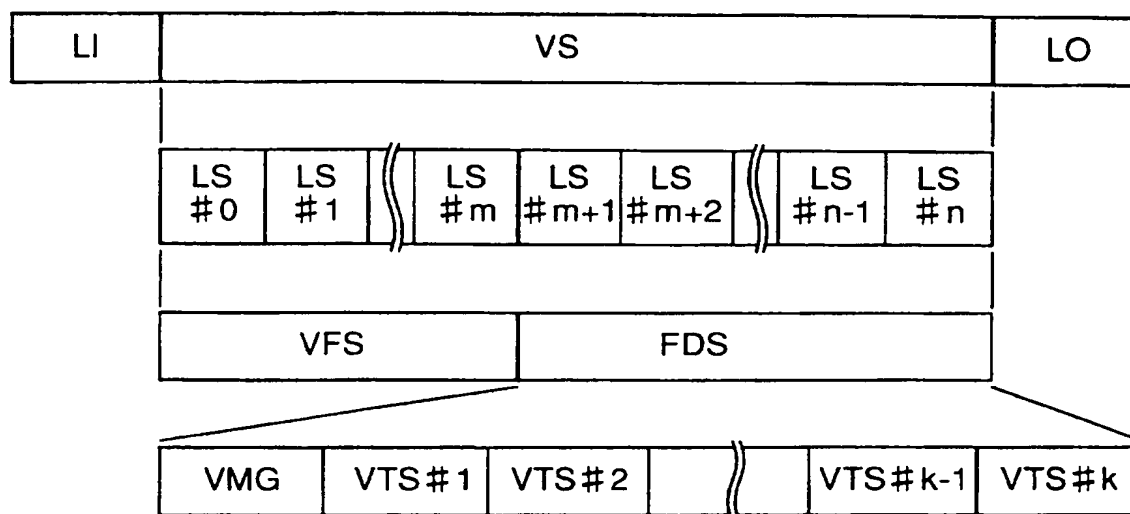 LI VS LO
LS #0 LS #1 LS #m LS #m+1 LS #m+2 LS #n-1 LS #n
VFS FDS
VMG VTS#1 VTS#2 VTS#k-1 VTS#k